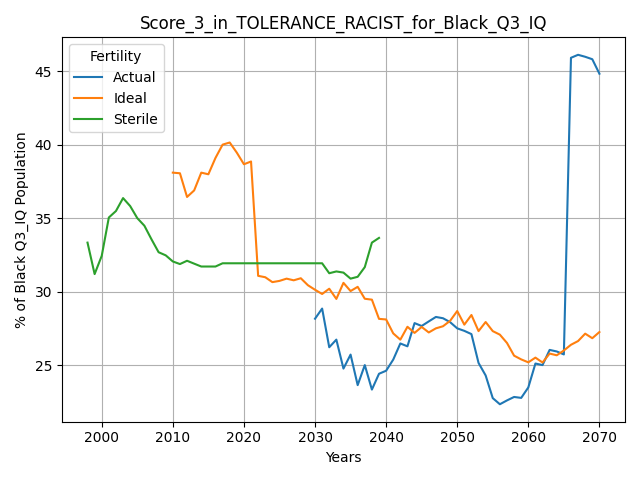 Score_3_in_TOLERANCE_RACIST_for_Black_Q3_IQ
Fertility
Actual
Ideal
Sterile
% of Black Q3_IQ Population
45
40
35
30
25
2000 2010 2020 2030 2040 2050 2060 2070
Years